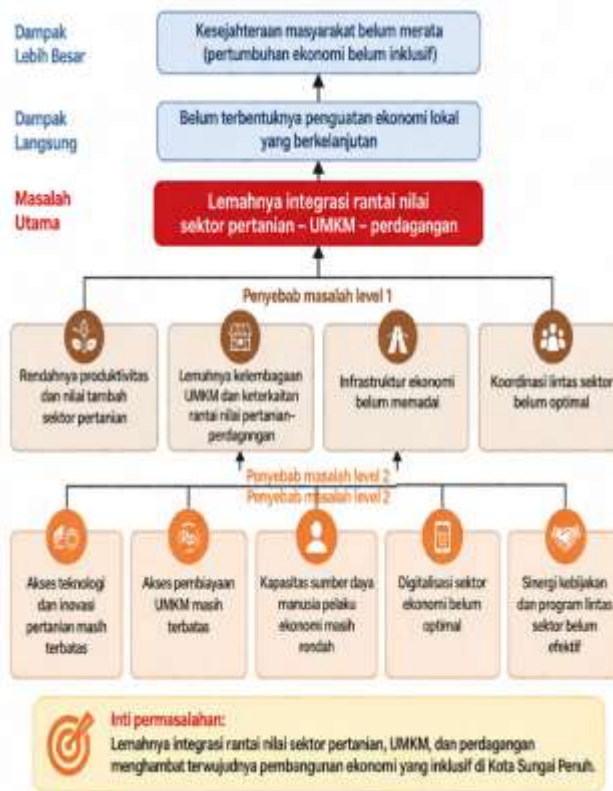 Dampak
Lebih Besar
Kesejahteraan masyarakat belum merata
(pertumbuhan ekonomi belum inklusif)
Dampak
Langsung
Belum terbentuknya penguatan ekonomi lokal
yang berkelanjutan
Masalah
Utama
Lemahnya integrasi rantai nilai
sektor pertanian – UMKM – perdagangan
Penyebab masalah level 1
Rendahnya produktivitas
dan nilai tambah
sektor pertanian
Lemahnya kelembagaan
UMKM dan keterkaitan
rantai nilai pertanian–
perdagangan
Infrastruktur ekonomi
belum memadai
Koordinasi lintas sektor
belum optimal
Penyebab masalah level 2
Penyebab masalah level 2
Akses teknologi
dan inovasi
pertanian masih
terbatas
Akses pembiayaan
UMKM masih
terbatas
Kapasitas sumber daya
manusia pelaku
ekonomi masih
rondah
Digitalisasi sektor
ekonomi belum
optimal
Sinergi kebijakan
dan program lintas
sektor belum
efektif
Inti permasalahan:
Lemahnya integrasi rantai nilai sektor pertanian, UMKM, dan perdagangan
menghambat terwujudnya pembangunan ekonomi yang inklusif di Kota Sungai Penuh.